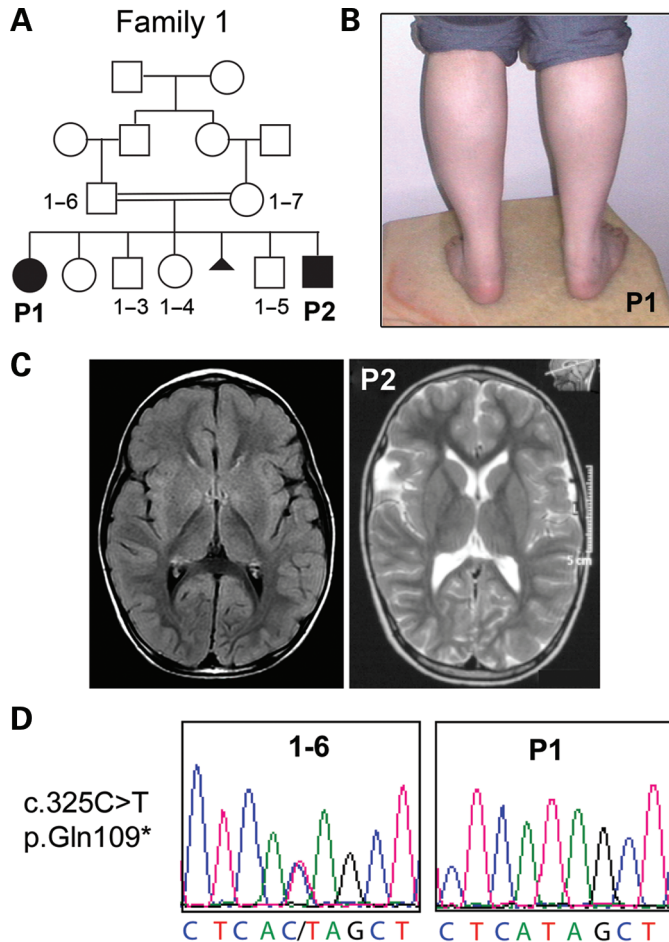 A
Family 1
1–6
1–7
P1
1–3
1–4
1–5
P2
B
P1
C
P2
5 cm
D
c.325C>T
p.Gln109*
1-6
C T C A C/T A G C T
P1
C T C A T A G C T